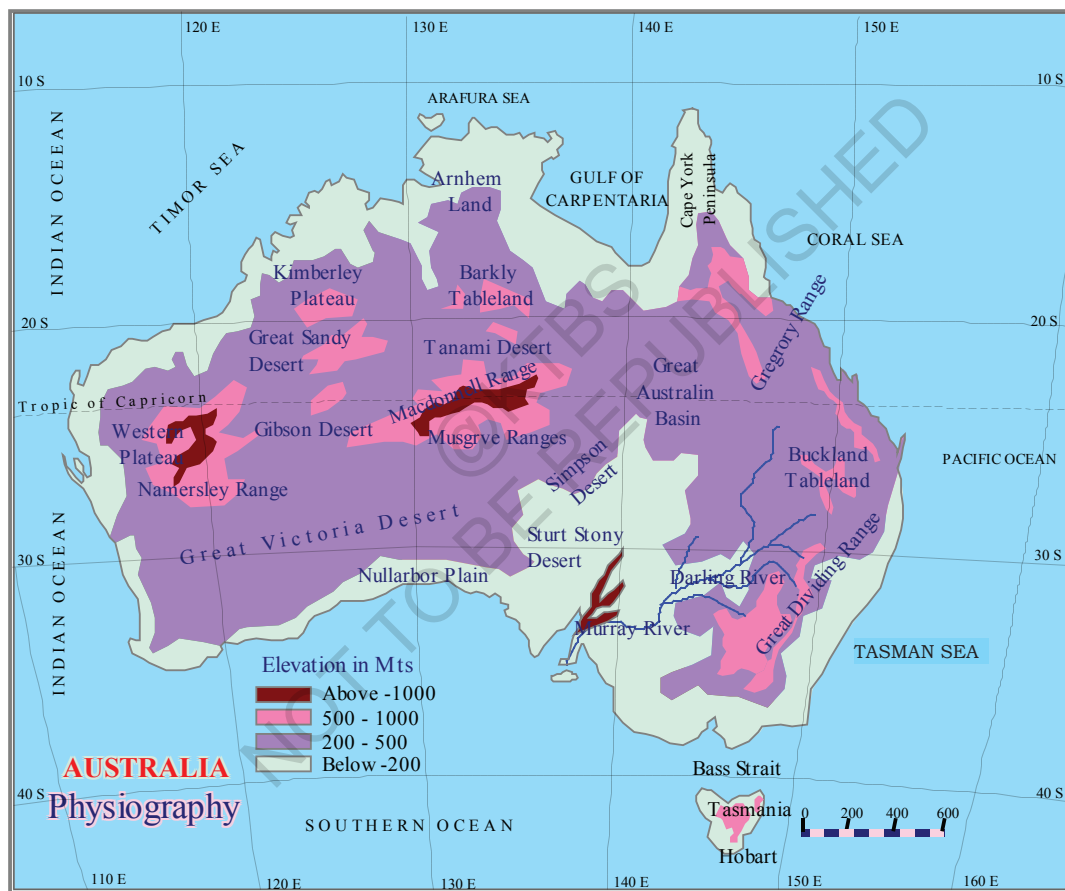 120 E
130 E
140 E
150 E
10 S
10 S
ARAFURA SEA
INDIAN OCEEAN
TIMOR SEA
Arnhem
Land
GULF OF
CARPENTARIA
Cape York
Peninsula
CORAL SEA
Kimberley
Plateau
Barkly
Tableland
20 S
20 S
Great Sandy
Desert
Tanami Desert
Great
Australin
Basin
Gregrory Range
Macdonnell Range
Tropic of Capricorn
Western
Plateau
Gibson Desert
Musgrve Ranges
Simpson
Desert
Buckland
Tableland
PACIFIC OCEAN
Namersley Range
Great Victoria Desert
Sturt Stony
Desert
30 S
30 S
Nullarbor Plain
Darling River
Great Dividing Range
INDIAN OCEEAN
Murray River
TASMAN SEA
Elevation in Mts
Above -1000
500 - 1000
200 - 500
Below -200
AUSTRALIA
Physiography
Bass Strait
40 S
40 S
Tasmania
0 200 400 600
SOUTHERN OCEAN
Hobart
110 E
120 E
130 E
140 E
150 E
160 E
@KTBS
NOT TO BE REPUBLISHED